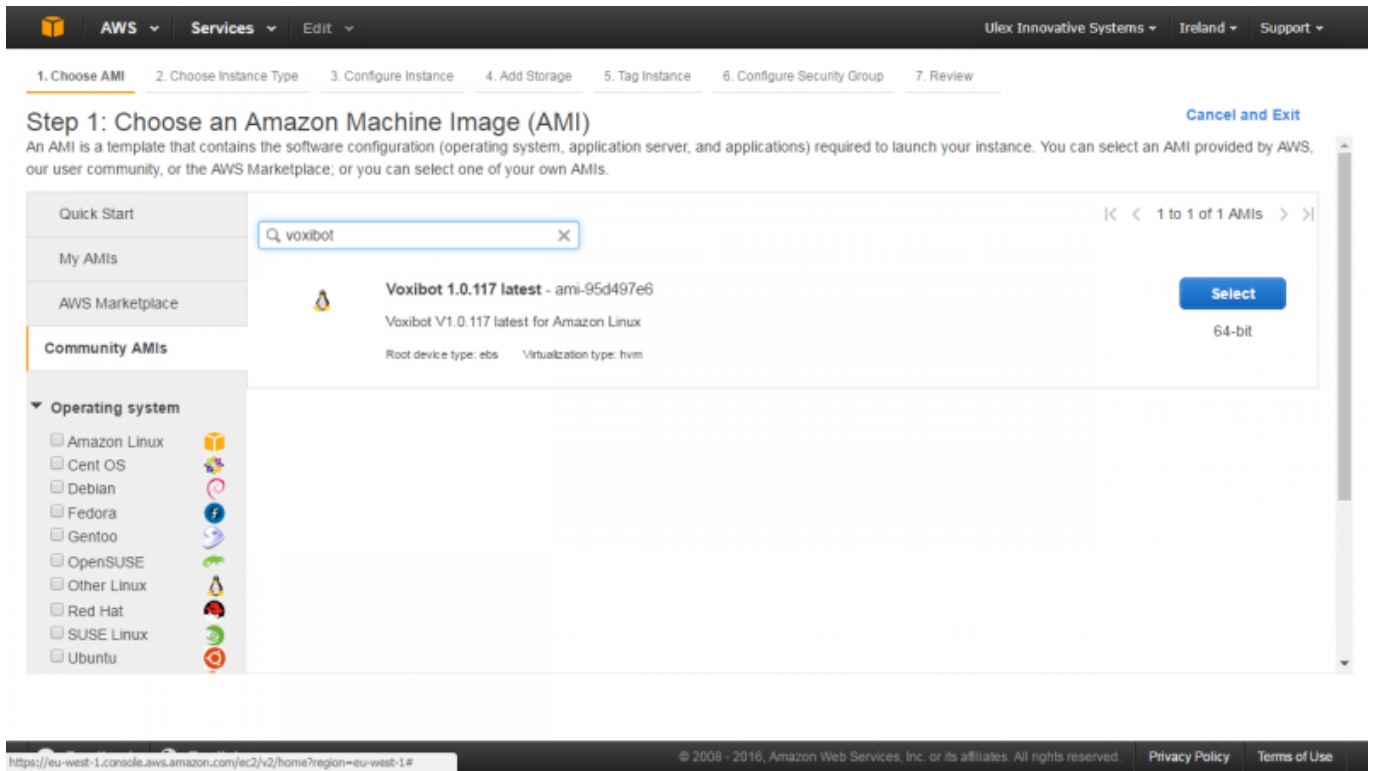 AWS Services Edit Ulex Innovative Systems Ireland Support
1. Choose AMI 2. Choose Instance Type 3. Configure Instance 4. Add Storage 5. Tag Instance 6. Configure Security Group 7. Review
Step 1: Choose an Amazon Machine Image (AMI)
Cancel and Exit
An AMI is a template that contains the software configuration (operating system, application server, and applications) required to launch your instance. You can select an AMI provided by AWS,
our user community, or the AWS Marketplace; or you can select one of your own AMIs.
Quick Start
My AMIs
AWS Marketplace
Community AMIs
Operating system
Amazon Linux
Cent OS
Debian
Fedora
Gentoo
OpenSUSE
Other Linux
Red Hat
SUSE Linux
Ubuntu
1 to 1 of 1 AMIs
voxibot
Voxibot 1.0.117 latest - ami-95d497e6
Voxibot V1.0.117 latest for Amazon Linux
Root device type: ebs Virtualization type: hvm
Select
64-bit
https://eu-west-1.console.aws.amazon.com/ec2/v2/home?region=eu-west-1#
© 2008 - 2016, Amazon Web Services, Inc. or its affiliates. All rights reserved. Privacy Policy Terms of Use